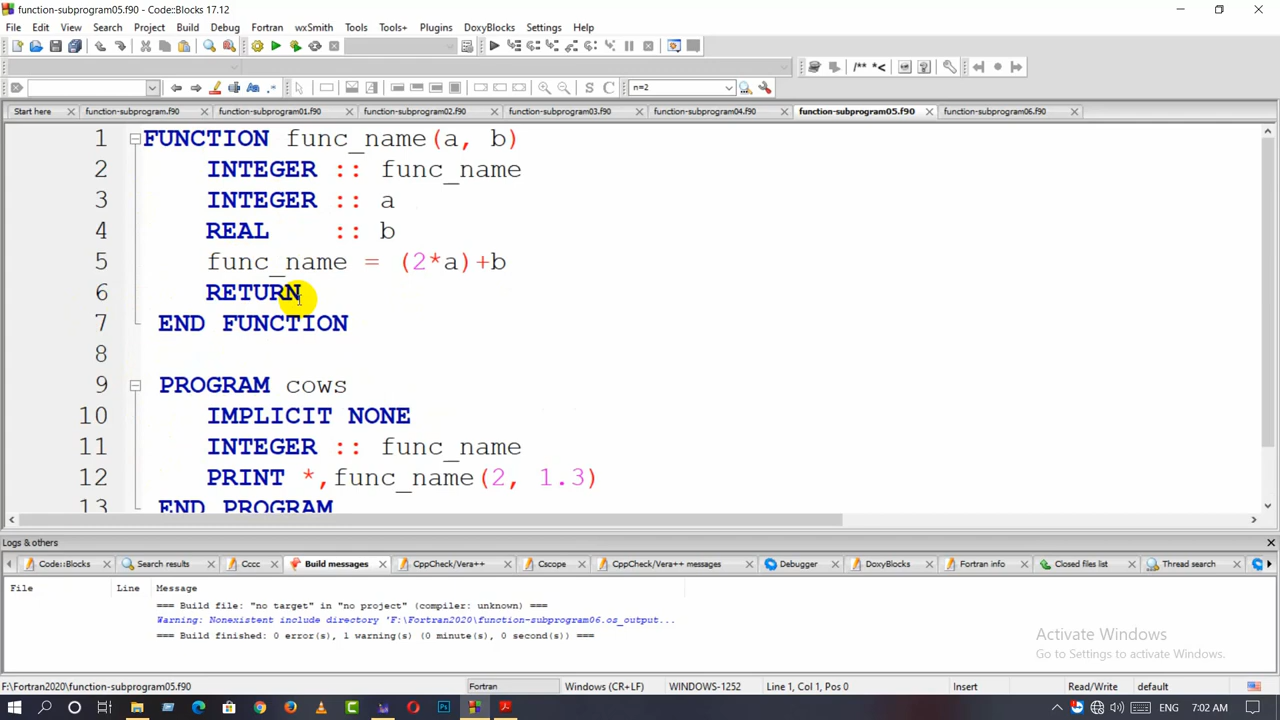 function-subprogram05.f90 - Code::Blocks 17.12
File Edit View Search Project Build Debug Fortran wxSmith Tools Tools+ Plugins DoxyBlocks Settings Help
/** *<
S C n=2
Start here function-subprogram.f90 function-subprogram01.f90 function-subprogram02.f90 function-subprogram03.f90 function-subprogram04.f90 function-subprogram05.f90 function-subprogram06.f90
1 FUNCTION func_name(a, b)
2 INTEGER :: func_name
3 INTEGER :: a
4 REAL :: b
5 func_name = (2*a)+b
6 RETURN
7 END FUNCTION
8
9 PROGRAM cows
10 IMPLICIT NONE
11 INTEGER :: func_name
12 PRINT *,func_name(2, 1.3)
13 END PROGRAM
Logs & others
Code::Blocks Search results Cccc Build messages CppCheck/Vera++ Cscope CppCheck/Vera++ messages Debugger DoxyBlocks Fortran info Closed files list Thread search
File Line Message
=== Build file: "no target" in "no project" (compiler: unknown) ===
Warning: Nonexistent include directory 'F:\Fortran2020\function-subprogram06.os_output...
=== Build finished: 0 error(s), 1 warning(s) (0 minute(s), 0 second(s)) ===
Activate Windows
Go to Settings to activate Windows.
F:\Fortran2020\function-subprogram05.f90 Fortran Windows (CR+LF) WINDOWS-1252 Line 1, Col 1, Pos 0 Insert Read/Write default
ENG 7:02 AM